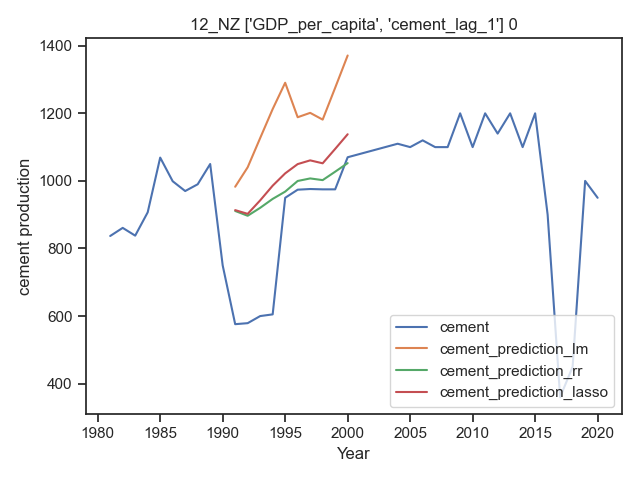 12_NZ ['GDP_per_capita', 'cement_lag_1'] 0
1400
1200
1000
800
600
400
cement production
cement
cement_prediction_lm
cement_prediction_rr
cement_prediction_lasso
1980 1985 1990 1995 2000 2005 2010 2015 2020
Year